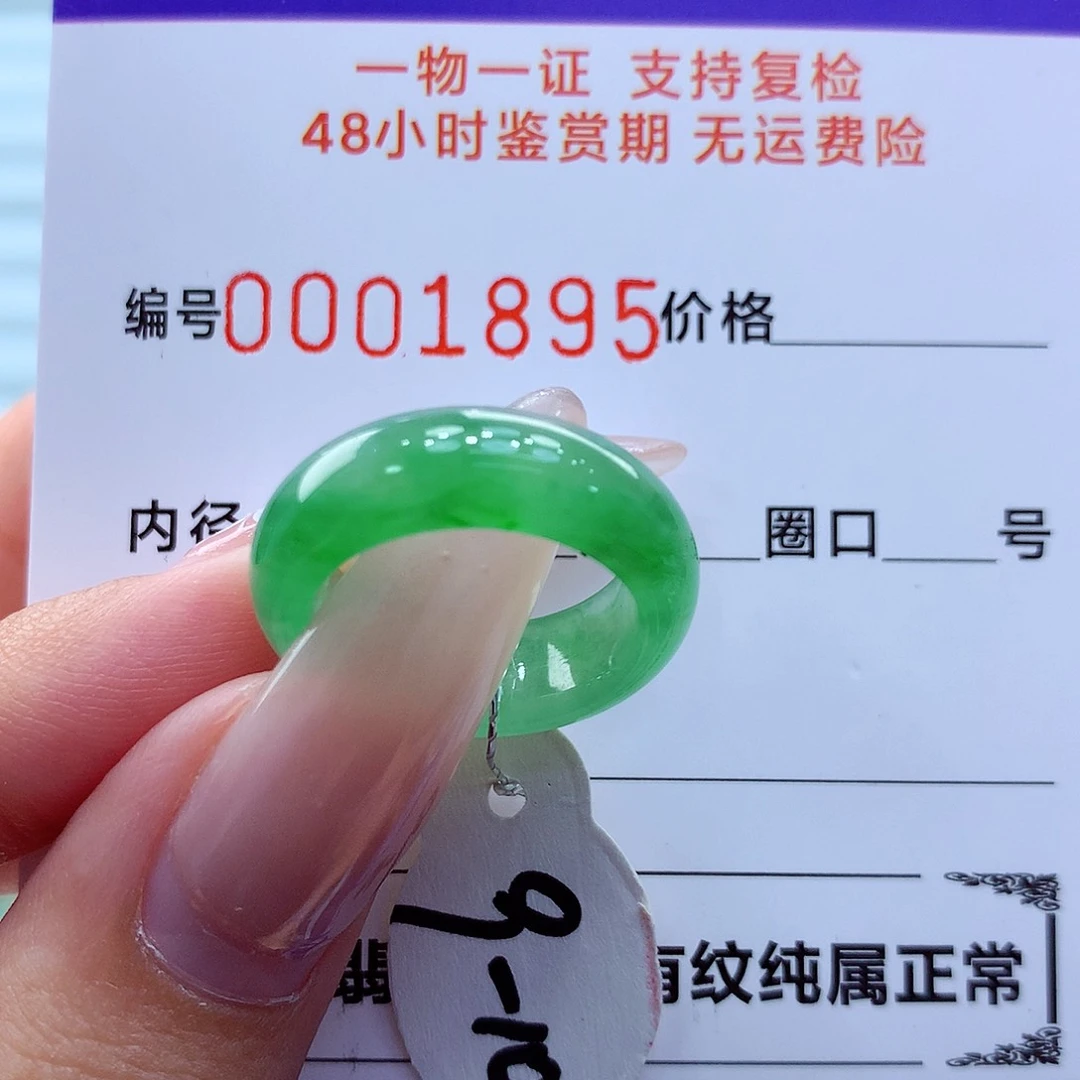 一物一证 支持复检
48小时鉴赏期 无运费险
编号0001895价格
内径 圈口 号
9-10
翡 有纹纯属正常